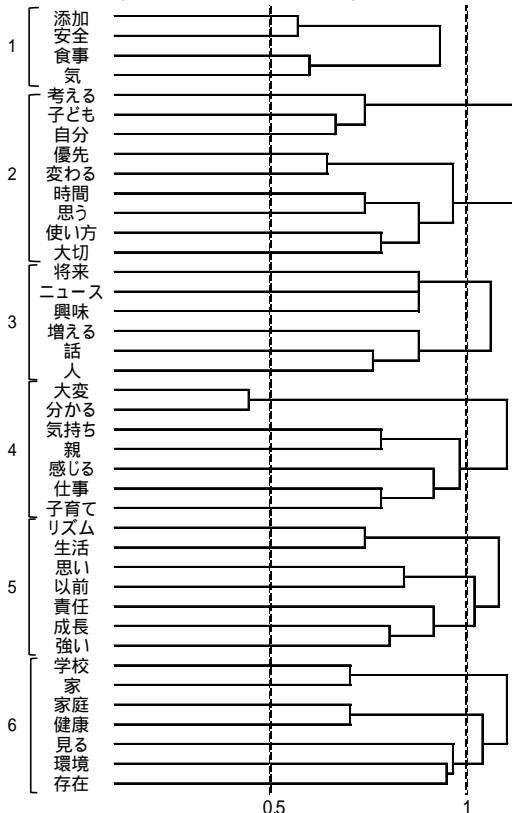 1
添加
安全
食事
気
2
考える
子ども
自分
優先
変わる
時間
思う
使い方
大切
3
将来
ニュース
興味
増える
話
人
4
大変
分かる
気持ち
親
感じる
仕事
子育て
5
リズム
生活
思い
以前
責任
成長
強い
6
学校
家
家庭
健康
見る
環境
存在
0.5 1